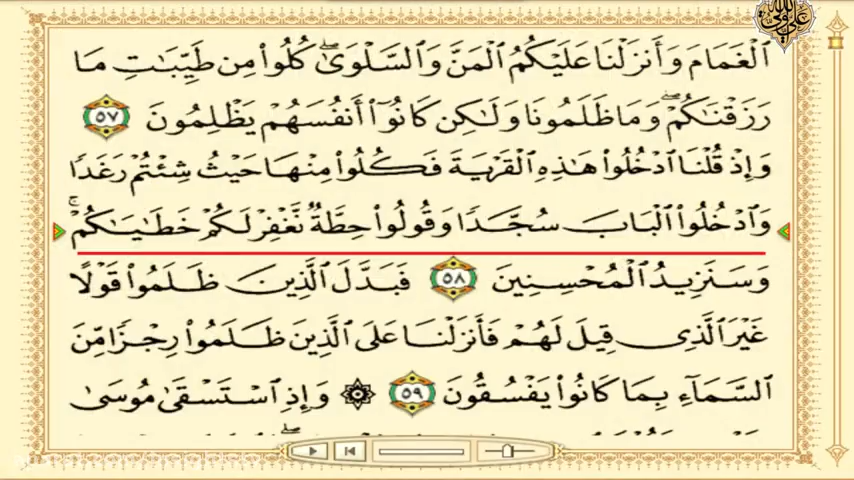 ٱلْغَمَامَ وَأَنزَلْنَا عَلَيْكُمُ ٱلْمَنَّ وَٱلسَّلْوَىٰۖ كُلُوا۟ مِن طَيِّبَـٰتِ مَا
رَزَقْنَـٰكُمْۖ وَمَا ظَلَمُونَا وَلَـٰكِن كَانُوٓا۟ أَنفُسَهُمْ يَظْلِمُونَ ٥٧
وَإِذْ قُلْنَا ٱدْخُلُوا۟ هَـٰذِهِ ٱلْقَرْيَةَ فَكُلُوا۟ مِنْهَا حَيْثُ شِئْتُمْ رَغَدًا
وَٱدْخُلُوا۟ ٱلْبَابَ سُجَّدًا وَقُولُوا۟ حِطَّةٌ نَّغْفِرْ لَكُمْ خَطَـٰيَـٰكُمْۚ
وَسَنَزِيدُ ٱلْمُحْسِنِينَ ٥٨ فَبَدَّلَ ٱلَّذِينَ ظَلَمُوا۟ قَوْلًا
غَيْرَ ٱلَّذِى قِيلَ لَهُمْ فَأَنزَلْنَا عَلَى ٱلَّذِينَ ظَلَمُوا۟ رِجْزًا مِّنَ
ٱلسَّمَآءِ بِمَا كَانُوا۟ يَفْسُقُونَ ٥٩ ۞ وَإِذِ ٱسْتَسْقَىٰ مُوسَىٰ